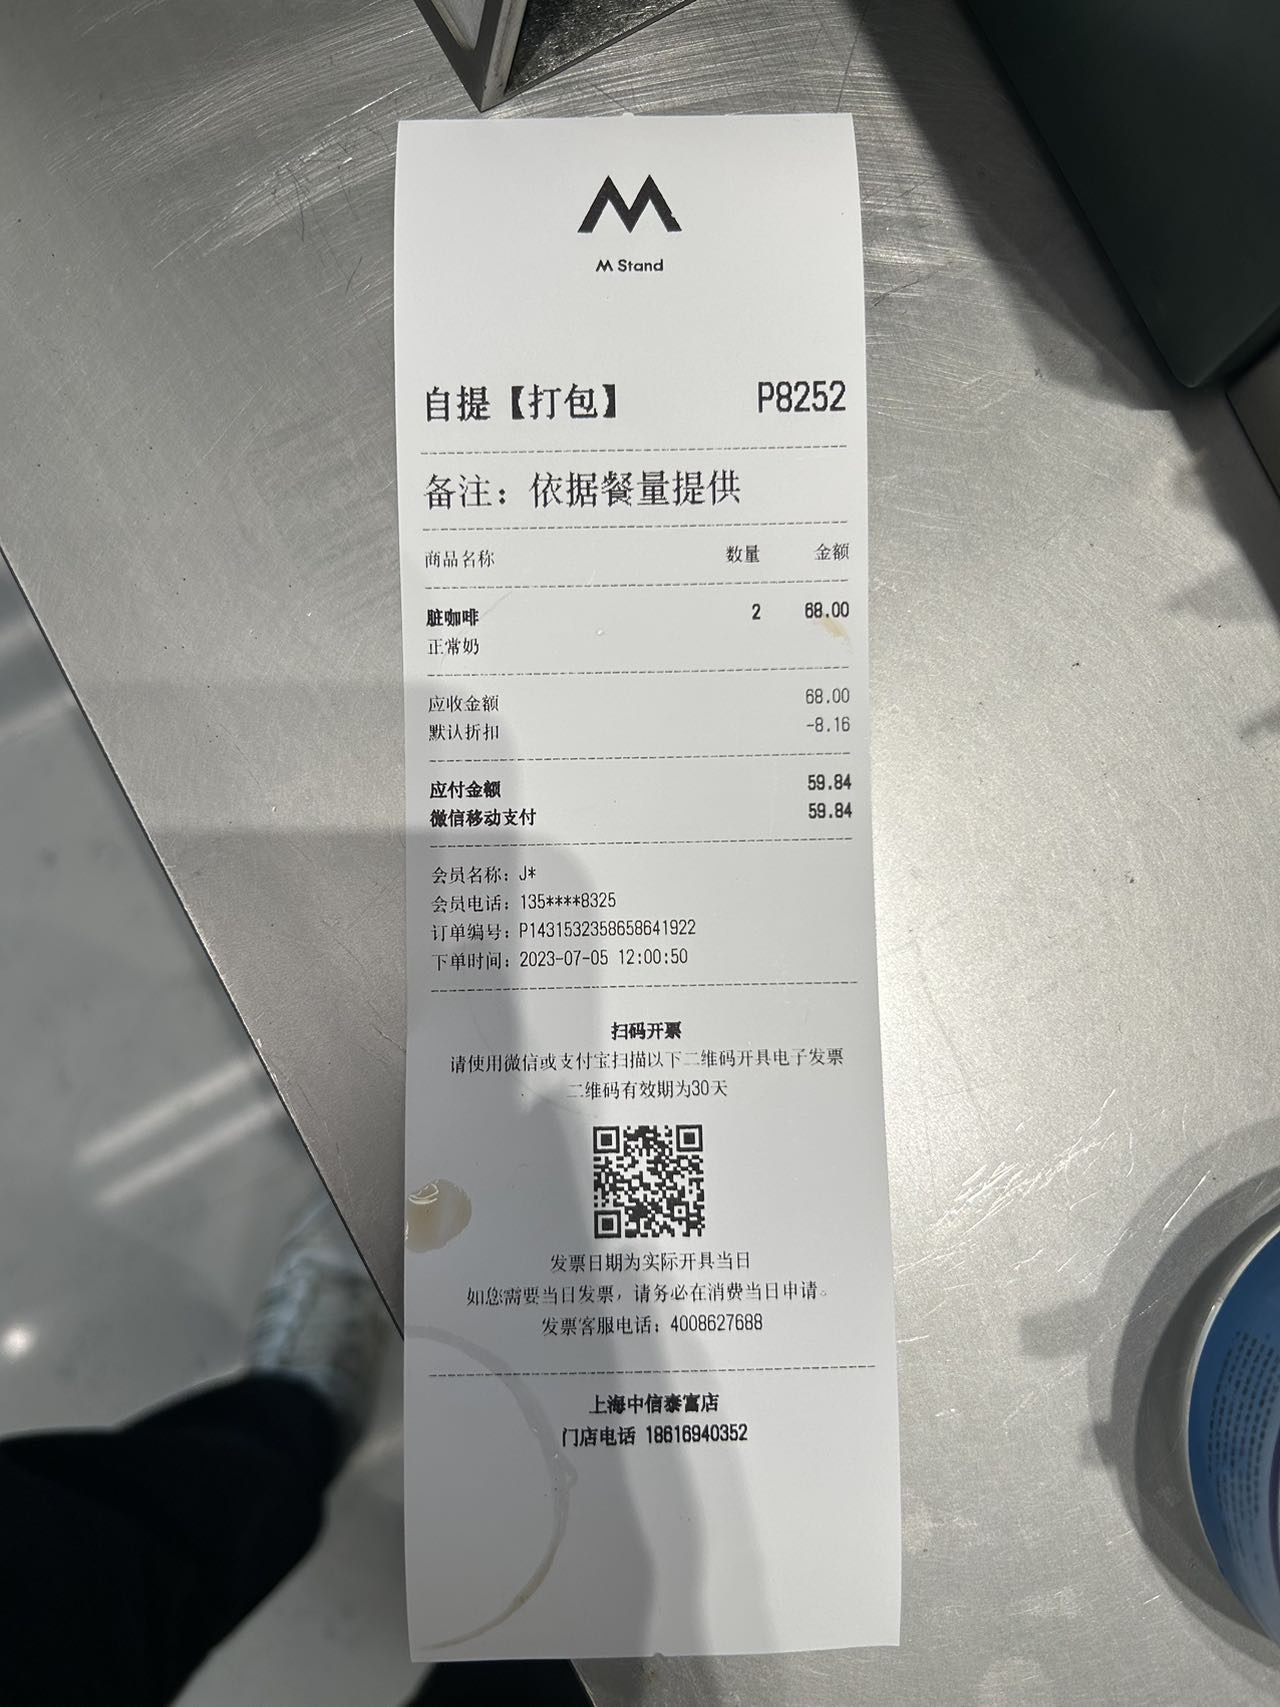 M Stand
自提【打包】 P8252
备注：依据餐量提供
商品名称 数量 金额
脏咖啡 2 68.00
正常奶
应收金额 68.00
默认折扣 -8.16
应付金额 59.84
微信移动支付 59.84
会员名称：J*
会员电话：135****8325
订单编号：P1431532358658641922
下单时间：2023-07-05 12:00:50
扫码开票
请使用微信或支付宝扫描以下二维码开具电子发票
二维码有效期为30天
发票日期为实际开具当日
如您需要当日发票，请务必在消费当日申请。
发票客服电话：4008627688
上海中信泰富店
门店电话 18616940352